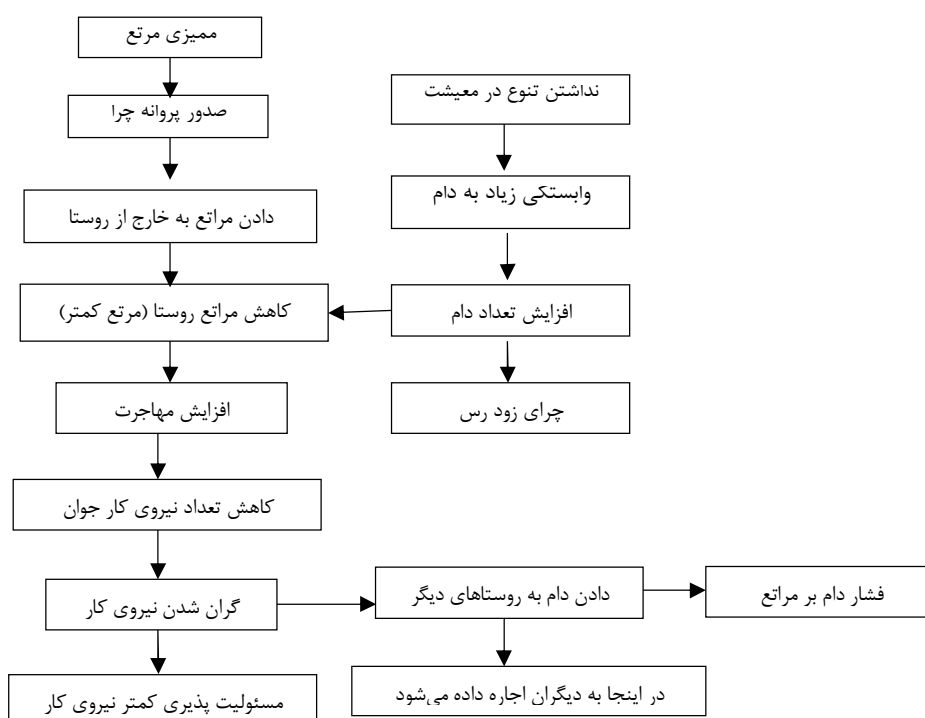 ممیزی مرتع
صدور پروانه چرا
دادن مراتع به خارج از روستا
کاهش مراتع روستا (مرتع کمتر)
افزایش مهاجرت
کاهش تعداد نیروی کار جوان
گران شدن نیروی کار
مسئولیت پذیری کمتر نیروی کار
نداشتن تنوع در معیشت
وابستکی زیاد به دام
افزایش تعداد دام
چرای زود رس
دادن دام به روستاهای دیگر
در اینجا به دیگران اجاره داده می‌شود
فشار دام بر مراتع